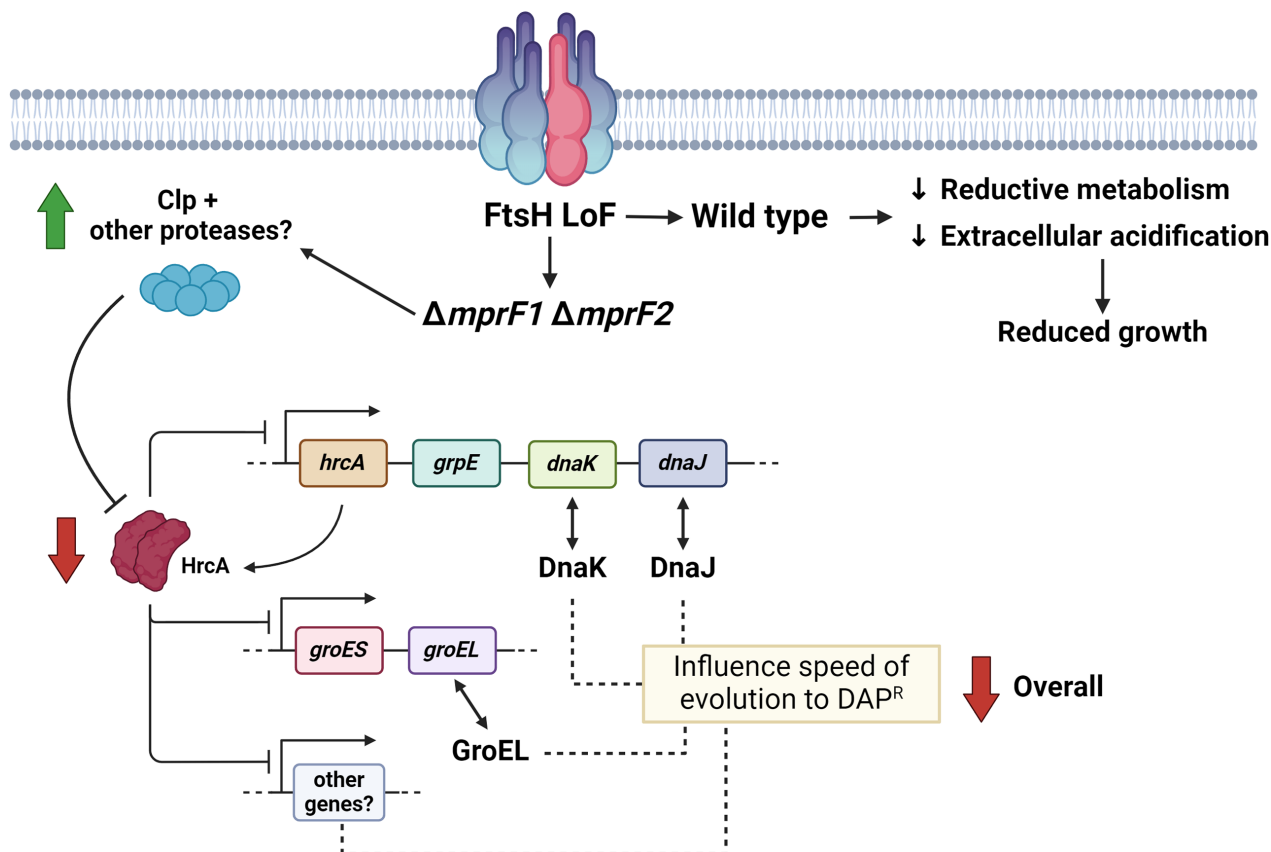 Clp +
other proteases?
FtsH LoF
Wild type
↓ Reductive metabolism
↓ Extracellular acidification
Reduced growth
ΔmprF1 ΔmprF2
hrcA
grpE
dnaK
dnaJ
HrcA
DnaK
DnaJ
groES
groEL
Influence speed of
evolution to DAPᴿ
Overall
GroEL
other
genes?